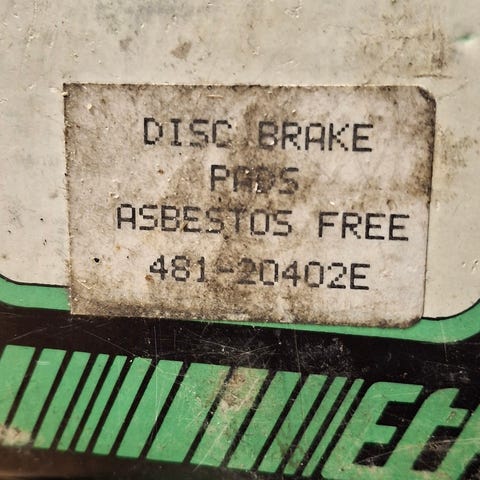 DISC BRAKE
PADS
ASBESTOS FREE
481-20402E